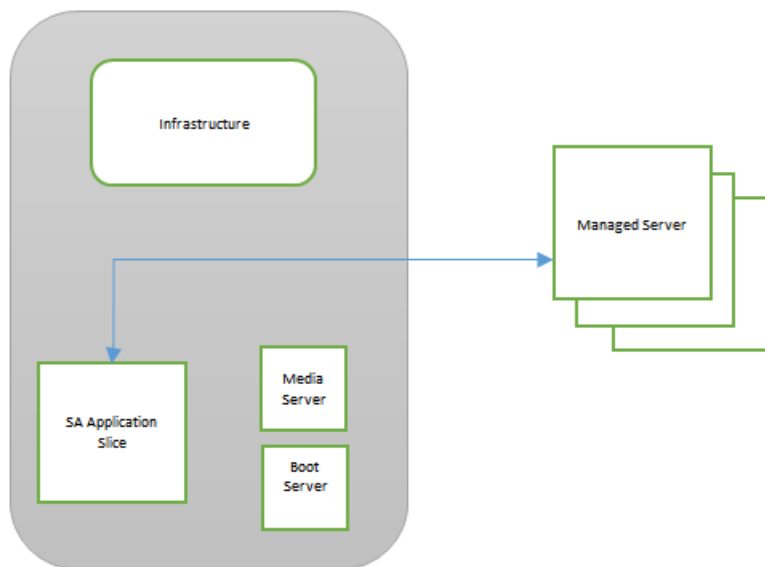 Infrastructure
Managed Server
SA Application
Slice
Media
Server
Boot
Server